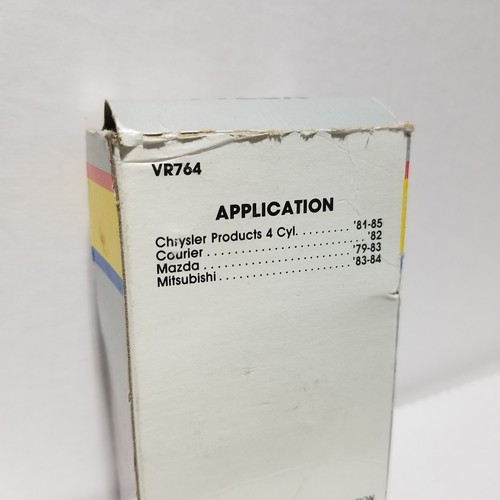 VR764
APPLICATION
Chrysler Products 4 Cyl. . . . . . . . . '81-85
Courier . . . . . . . . . . . . . . . . . . . . . . . '82
Mazda . . . . . . . . . . . . . . . . . . . . . '79-83
Mitsubishi . . . . . . . . . . . . . . . . . . . '83-84